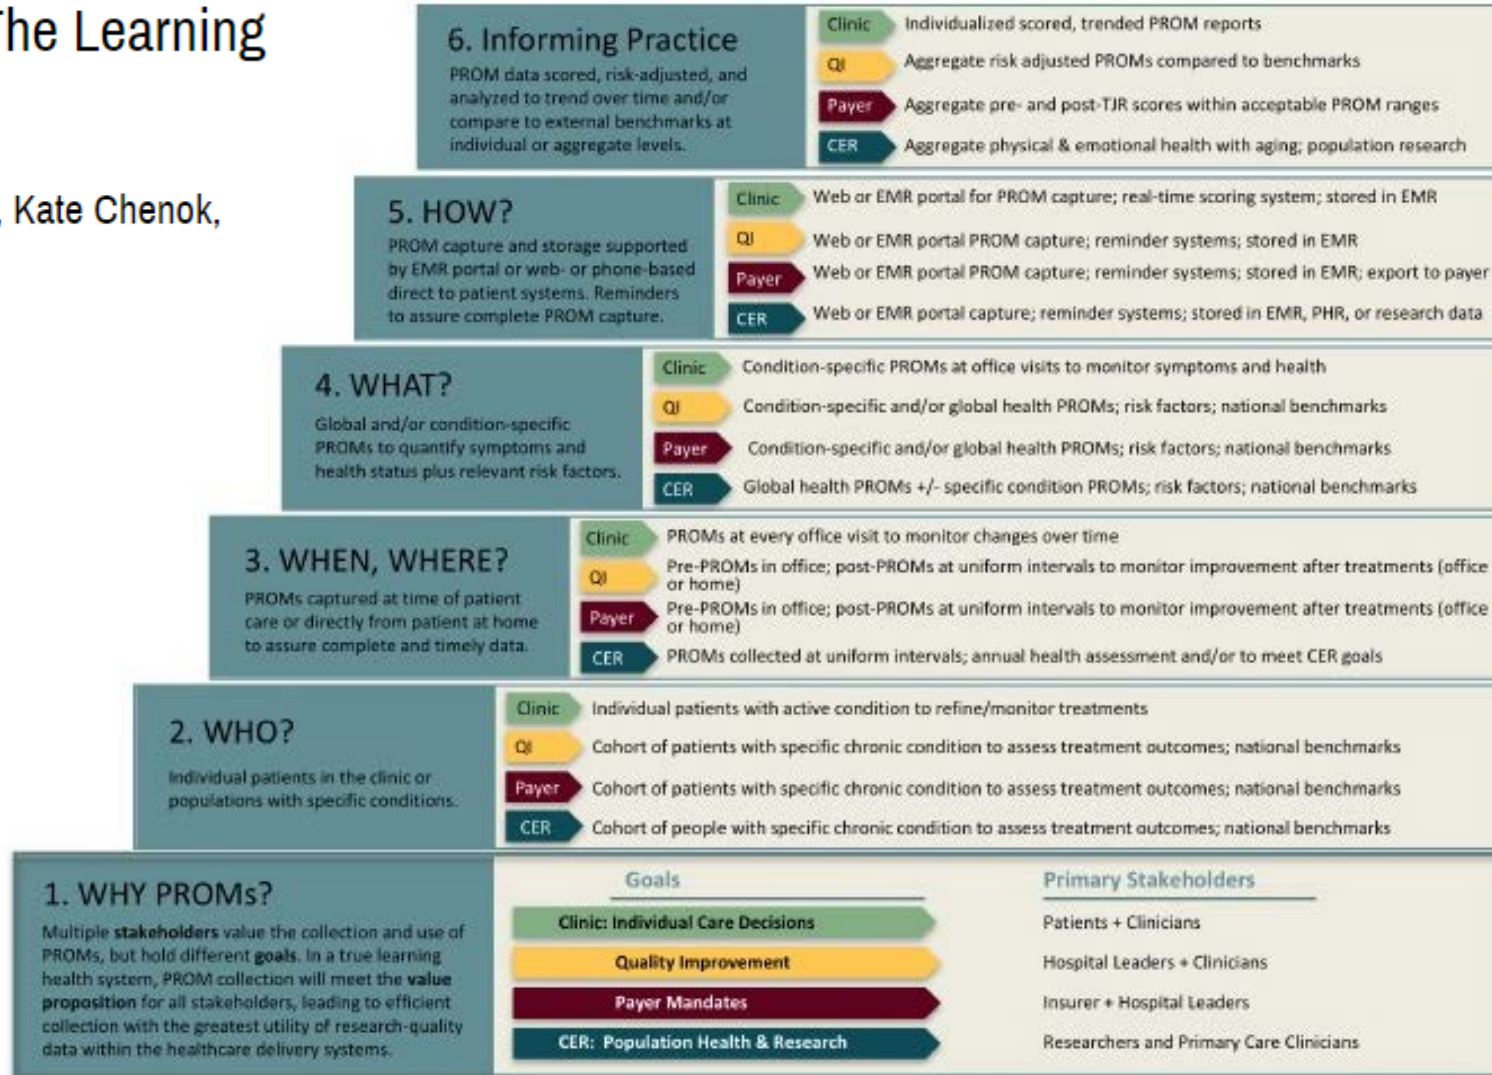 The Learning
, Kate Chenok,
6. Informing Practice
PROM data scored, risk-adjusted, and
analyzed to trend over time and/or
compare to external benchmarks at
individual or aggregate levels.
Clinic Individualized scored, trended PROM reports
QI Aggregate risk adjusted PROMs compared to benchmarks
Payer Aggregate pre- and post-TJR scores within acceptable PROM ranges
CER Aggregate physical & emotional health with aging; population research
5. HOW?
PROM capture and storage supported
by EMR portal or web- or phone-based
direct to patient systems. Reminders
to assure complete PROM capture.
Clinic Web or EMR portal for PROM capture; real-time scoring system; stored in EMR
QI Web or EMR portal PROM capture; reminder systems; stored in EMR
Payer Web or EMR portal PROM capture; reminder systems; stored in EMR; export to payer
CER Web or EMR portal capture; reminder systems; stored in EMR, PHR, or research data
4. WHAT?
Global and/or condition-specific
PROMs to quantify symptoms and
health status plus relevant risk factors.
Clinic Condition-specific PROMs at office visits to monitor symptoms and health
QI Condition-specific and/or global health PROMs; risk factors; national benchmarks
Payer Condition-specific and/or global health PROMs; risk factors; national benchmarks
CER Global health PROMs +/- specific condition PROMs; risk factors; national benchmarks
3. WHEN, WHERE?
PROMs captured at time of patient
care or directly from patient at home
to assure complete and timely data.
Clinic PROMs at every office visit to monitor changes over time
QI Pre-PROMs in office; post-PROMs at uniform intervals to monitor improvement after treatments (office
or home)
Payer Pre-PROMs in office; post-PROMs at uniform intervals to monitor improvement after treatments (office
or home)
CER PROMs collected at uniform intervals; annual health assessment and/or to meet CER goals
2. WHO?
Individual patients in the clinic or
populations with specific conditions.
Clinic Individual patients with active condition to refine/monitor treatments
QI Cohort of patients with specific chronic condition to assess treatment outcomes; national benchmarks
Payer Cohort of patients with specific chronic condition to assess treatment outcomes; national benchmarks
CER Cohort of people with specific chronic condition to assess treatment outcomes; national benchmarks
1. WHY PROMs?
Multiple stakeholders value the collection and use of
PROMs, but hold different goals. In a true learning
health system, PROM collection will meet the value
proposition for all stakeholders, leading to efficient
collection with the greatest utility of research-quality
data within the healthcare delivery systems.
Goals Primary Stakeholders
Clinic: Individual Care Decisions Patients + Clinicians
Quality Improvement Hospital Leaders + Clinicians
Payer Mandates Insurer + Hospital Leaders
CER: Population Health & Research Researchers and Primary Care Clinicians